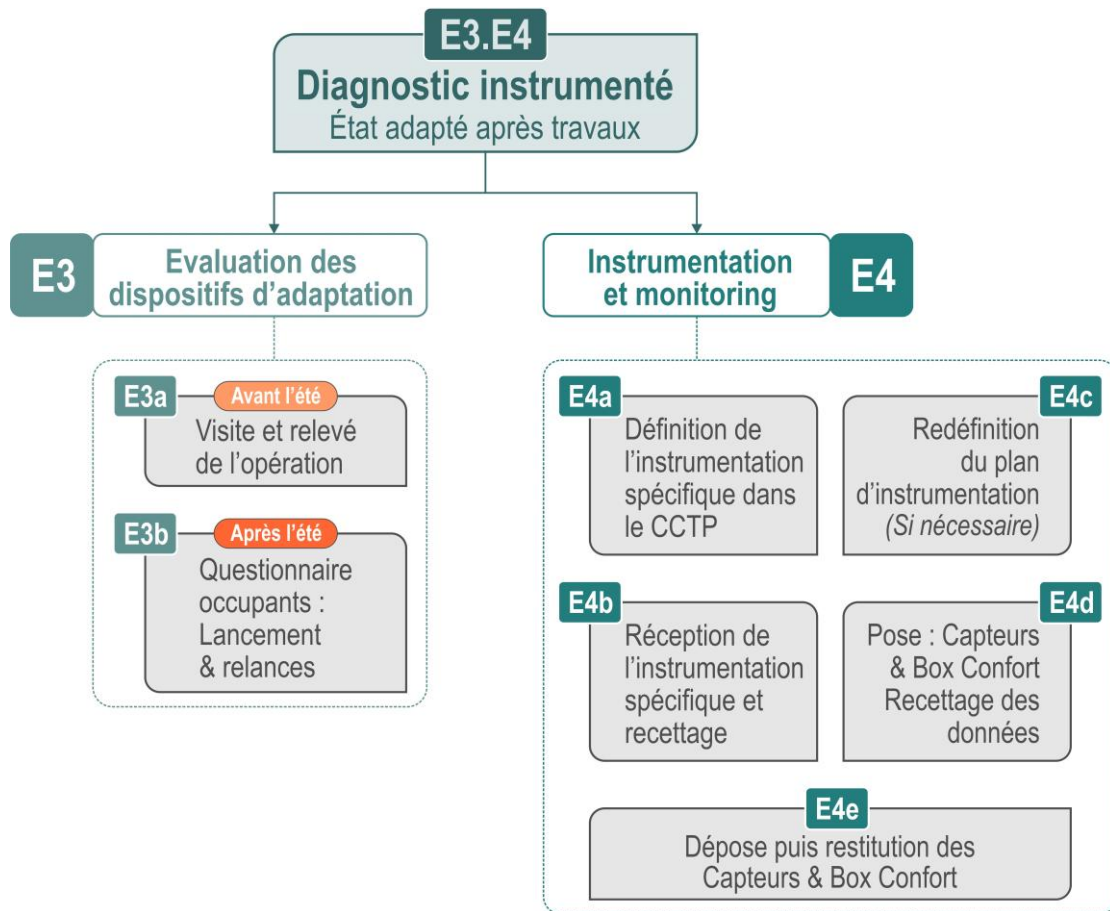 E3.E4
Diagnostic instrumenté
État adapté après travaux
E3
Evaluation des
dispositifs d'adaptation
E3a
Avant l'été
Visite et relevé
de l'opération
E3b
Après l'été
Questionnaire
occupants :
Lancement
& relances
Instrumentation
et monitoring
E4
E4a
Définition de
l'instrumentation
spécifique dans
le CCTP
E4c
Redéfinition
du plan
d'instrumentation
(Si nécessaire)
E4b
Réception de
l'instrumentation
spécifique et
recettage
E4d
Pose : Capteurs
& Box Confort
Recettage des
données
E4e
Dépose puis restitution des
Capteurs & Box Confort